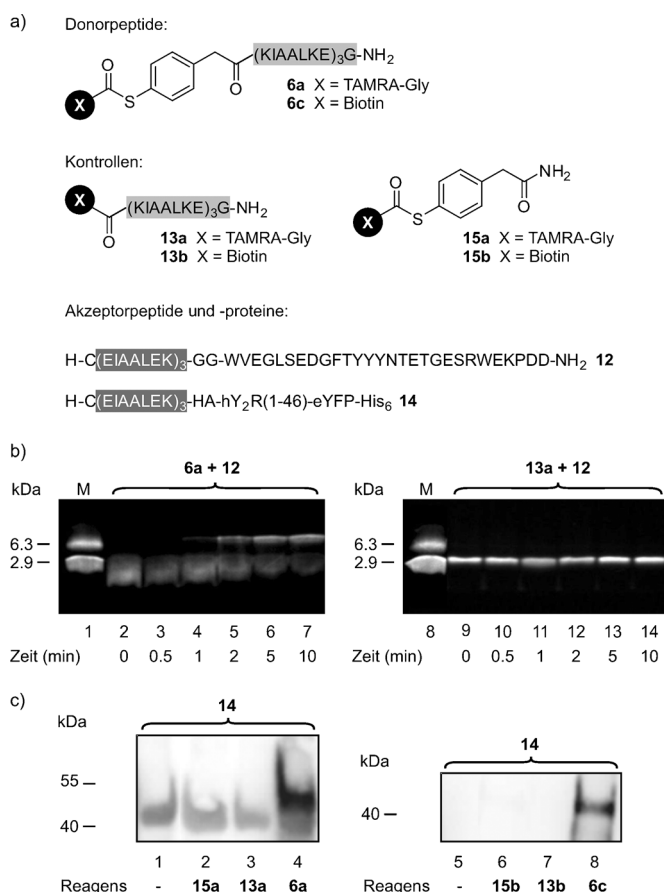 a)
Donorpeptide:
X O S O (KIAALKE)3G-NH2
6a X = TAMRA-Gly
6c X = Biotin
Kontrollen:
X O (KIAALKE)3G-NH2
13a X = TAMRA-Gly
13b X = Biotin
X O S O NH2
15a X = TAMRA-Gly
15b X = Biotin
Akzeptorpeptide und -proteine:
H-C(EIAALEK)3-GG-WVEGLSEDGFTYYYNTETGESRWEKPDD-NH2 12
H-C(EIAALEK)3-HA-hY2R(1-46)-eYFP-His6 14
b)
6a + 12
kDa M
6.3
2.9
1 2 3 4 5 6 7
Zeit (min) 0 0.5 1 2 5 10
13a + 12
kDa M
6.3
2.9
8 9 10 11 12 13 14
Zeit (min) 0 0.5 1 2 5 10
c)
14
kDa
55
40
1 2 3 4
Reagens - 15a 13a 6a
14
kDa
40
5 6 7 8
Reagens - 15b 13b 6c